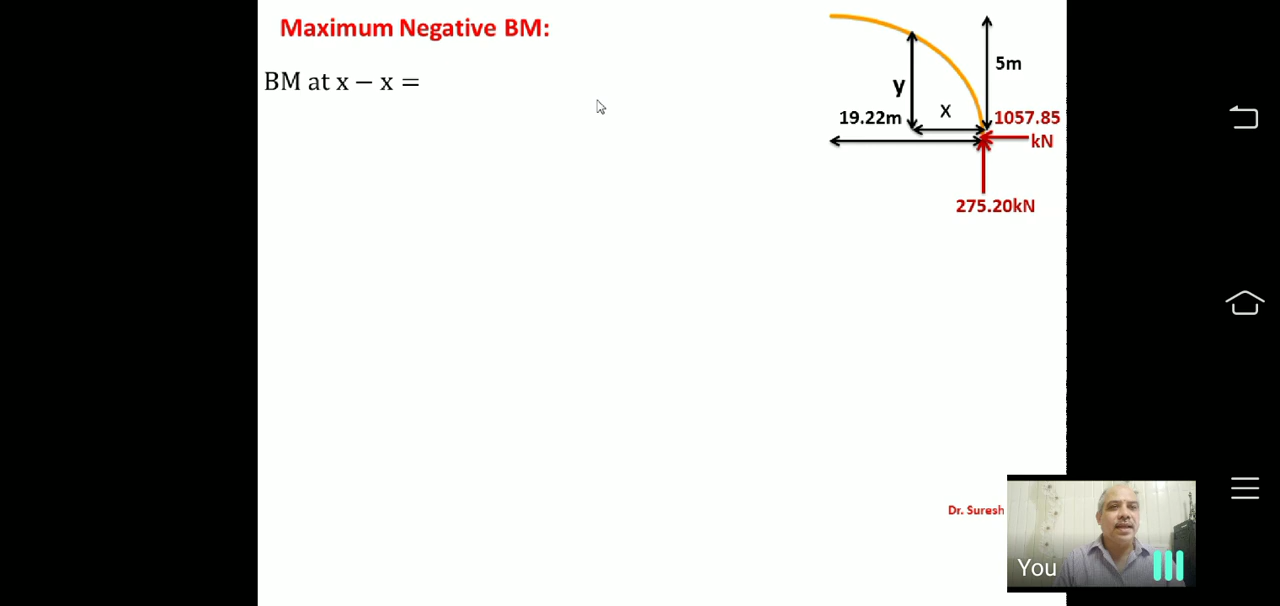 Maximum Negative BM:
BM at x − x =
5m
y
x
19.22m
1057.85
kN
275.20kN
Dr. Suresh
You